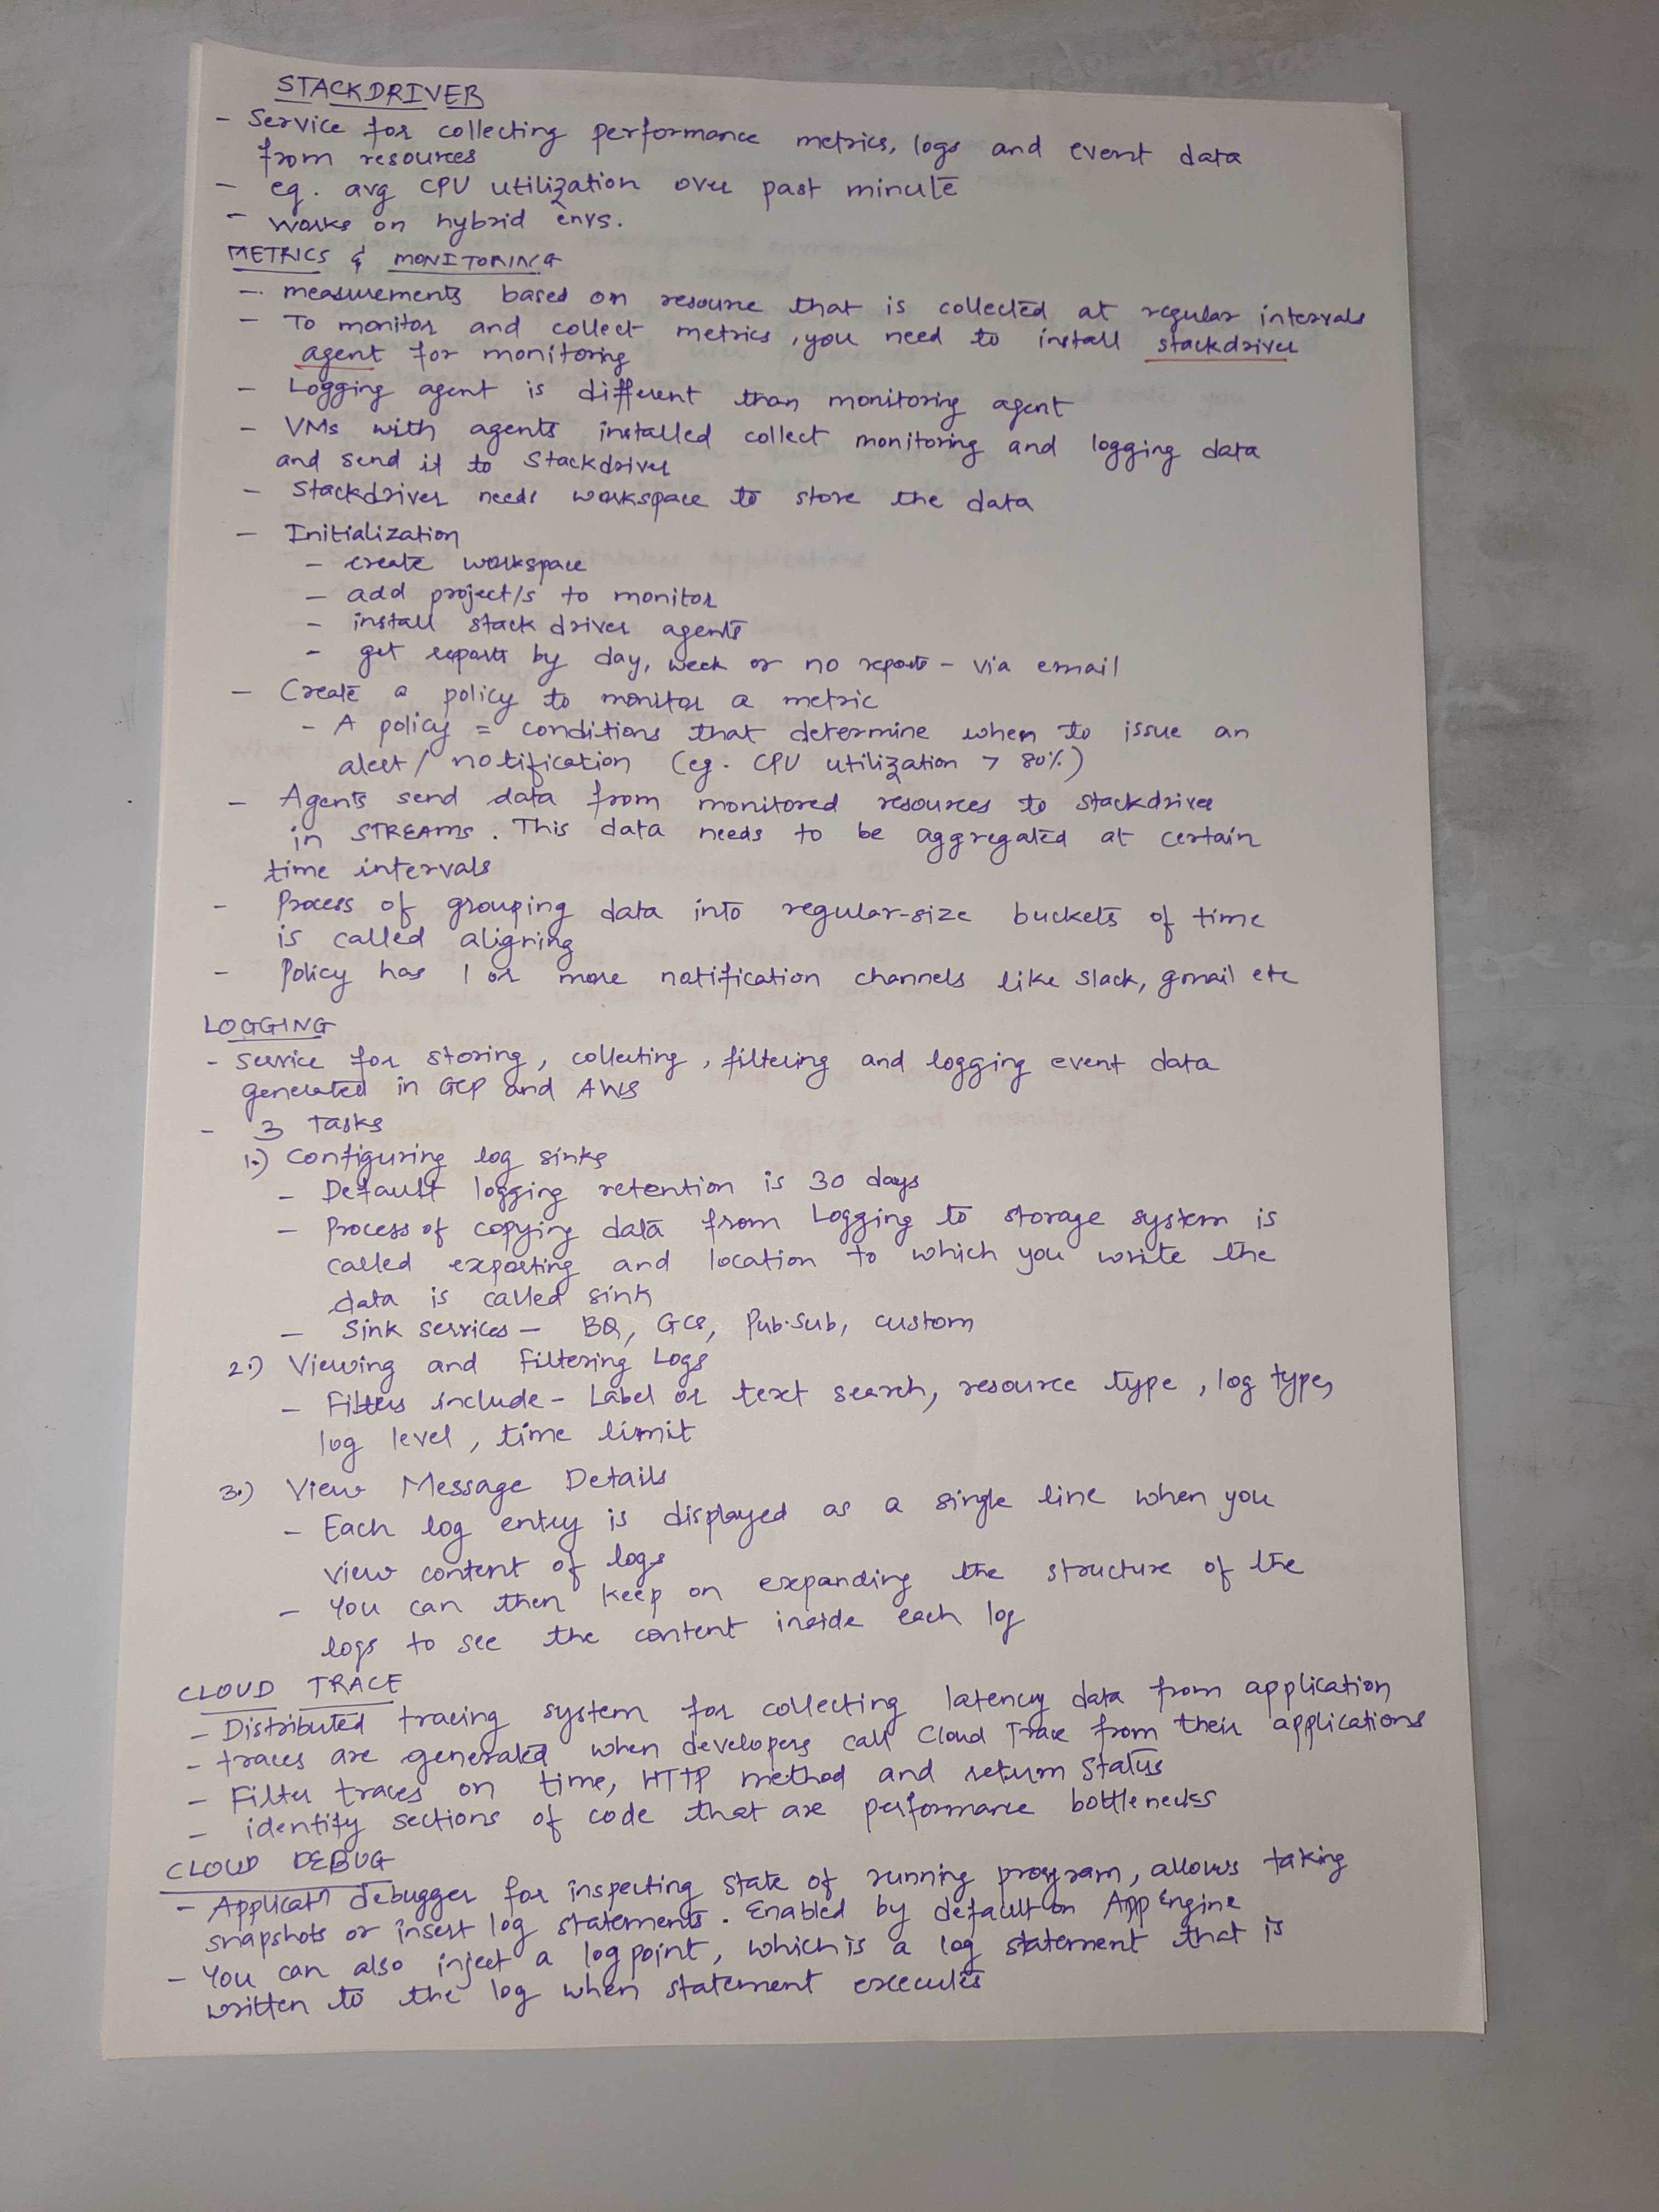 STACKDRIVER
- Service for collecting performance metrics, logs and event data
from resources
- eg. avg CPU utilization over past minute
- works on hybrid envs.
METRICS & MONITORING
- measurements based on resource that is collected at regular intervals
- To monitor and collect metrics, you need to install stackdriver
agent for monitoring
- Logging agent is different than monitoring agent
- VMs with agents installed collect monitoring and logging data
and send it to Stackdriver
- Stackdriver needs workspace to store the data
- Initialization
- create workspace
- add project/s to monitor
- install stack driver agents
- get reports by day, week or no reports - via email
- Create a policy to monitor a metric
- A policy = conditions that determine when to issue an
alert/notification (eg. CPU utilization > 80%)
- Agents send data from monitored resources to stackdriver
in STREAMS. This data needs to be aggregated at certain
time intervals
- Process of grouping data into regular-size buckets of time
is called aligning
- Policy has 1 or more notification channels like slack, gmail etc
LOGGING
- service for storing, collecting, filtering and logging event data
generated in GCP and AWS
- 3 Tasks
1.) Configuring log sinks
- Default logging retention is 30 days
- Process of copying data from Logging to storage system is
called exporting and location to which you write the
data is called sink
- Sink services - BQ, GCS, Pub.Sub, custom
2.) Viewing and Filtering Logs
- Filters include - Label or text search, resource type, log type,
log level, time limit
3.) View Message Details
- Each log entry is displayed as a single line when you
view content of logs
- You can then keep on expanding the structure of the
logs to see the content inside each log
CLOUD TRACE
- Distributed tracing system for collecting latency data from application
- traces are generated when developers call Cloud Trace from their applications
- Filter traces on time, HTTP method and return status
- identify sections of code that are performance bottlenecks
CLOUD DEBUG
- Applicatn debugger for inspecting state of running program, allows taking
snapshots or insert log statements. Enabled by default on App Engine
- You can also inject a logpoint, which is a log statement that is
written to the log when statement executes